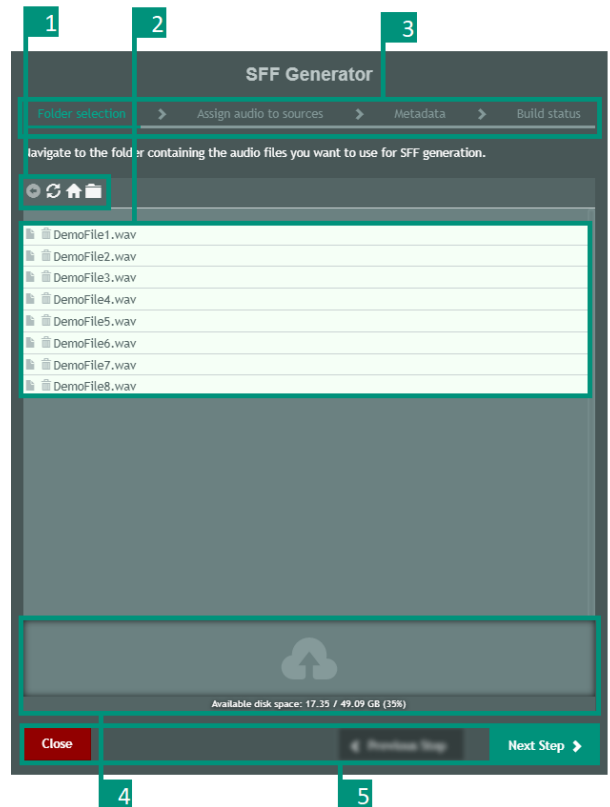 1
2
3
SFF Generator
Folder selection
Assign audio to sources
Metadata
Build status
Navigate to the folder containing the audio files you want to use for SFF generation.
DemoFile1.wav
DemoFile2.wav
DemoFile3.wav
DemoFile4.wav
DemoFile5.wav
DemoFile6.wav
DemoFile7.wav
DemoFile8.wav
Available disk space: 17.35 / 49.09 GB (35%)
Close
Previous Step
Next Step
4
5